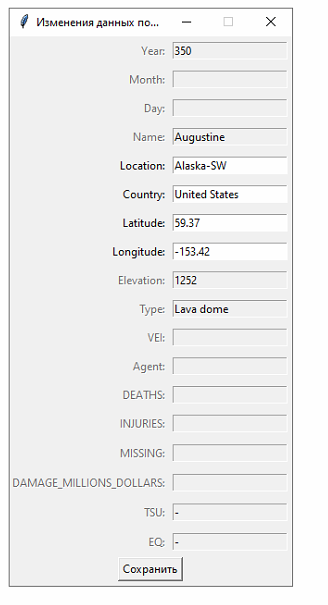 Изменения данных по...
Year: 350
Month:
Day:
Name: Augustine
Location: Alaska-SW
Country: United States
Latitude: 59.37
Longitude: -153.42
Elevation: 1252
Type: Lava dome
VEI:
Agent:
DEATHS:
INJURIES:
MISSING:
DAMAGE_MILLIONS_DOLLARS:
TSU: -
EQ: -
Сохранить